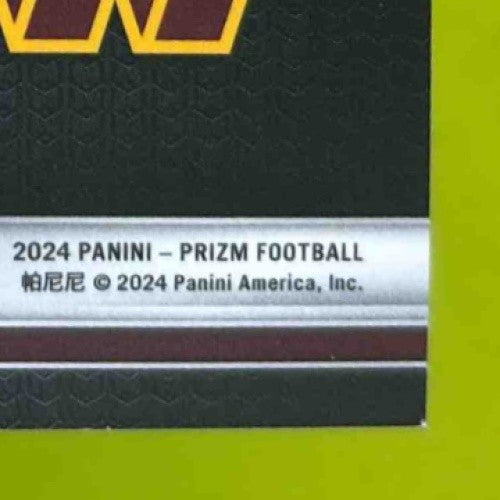 2024 PANINI – PRIZM FOOTBALL
帕尼尼 © 2024 Panini America, Inc.